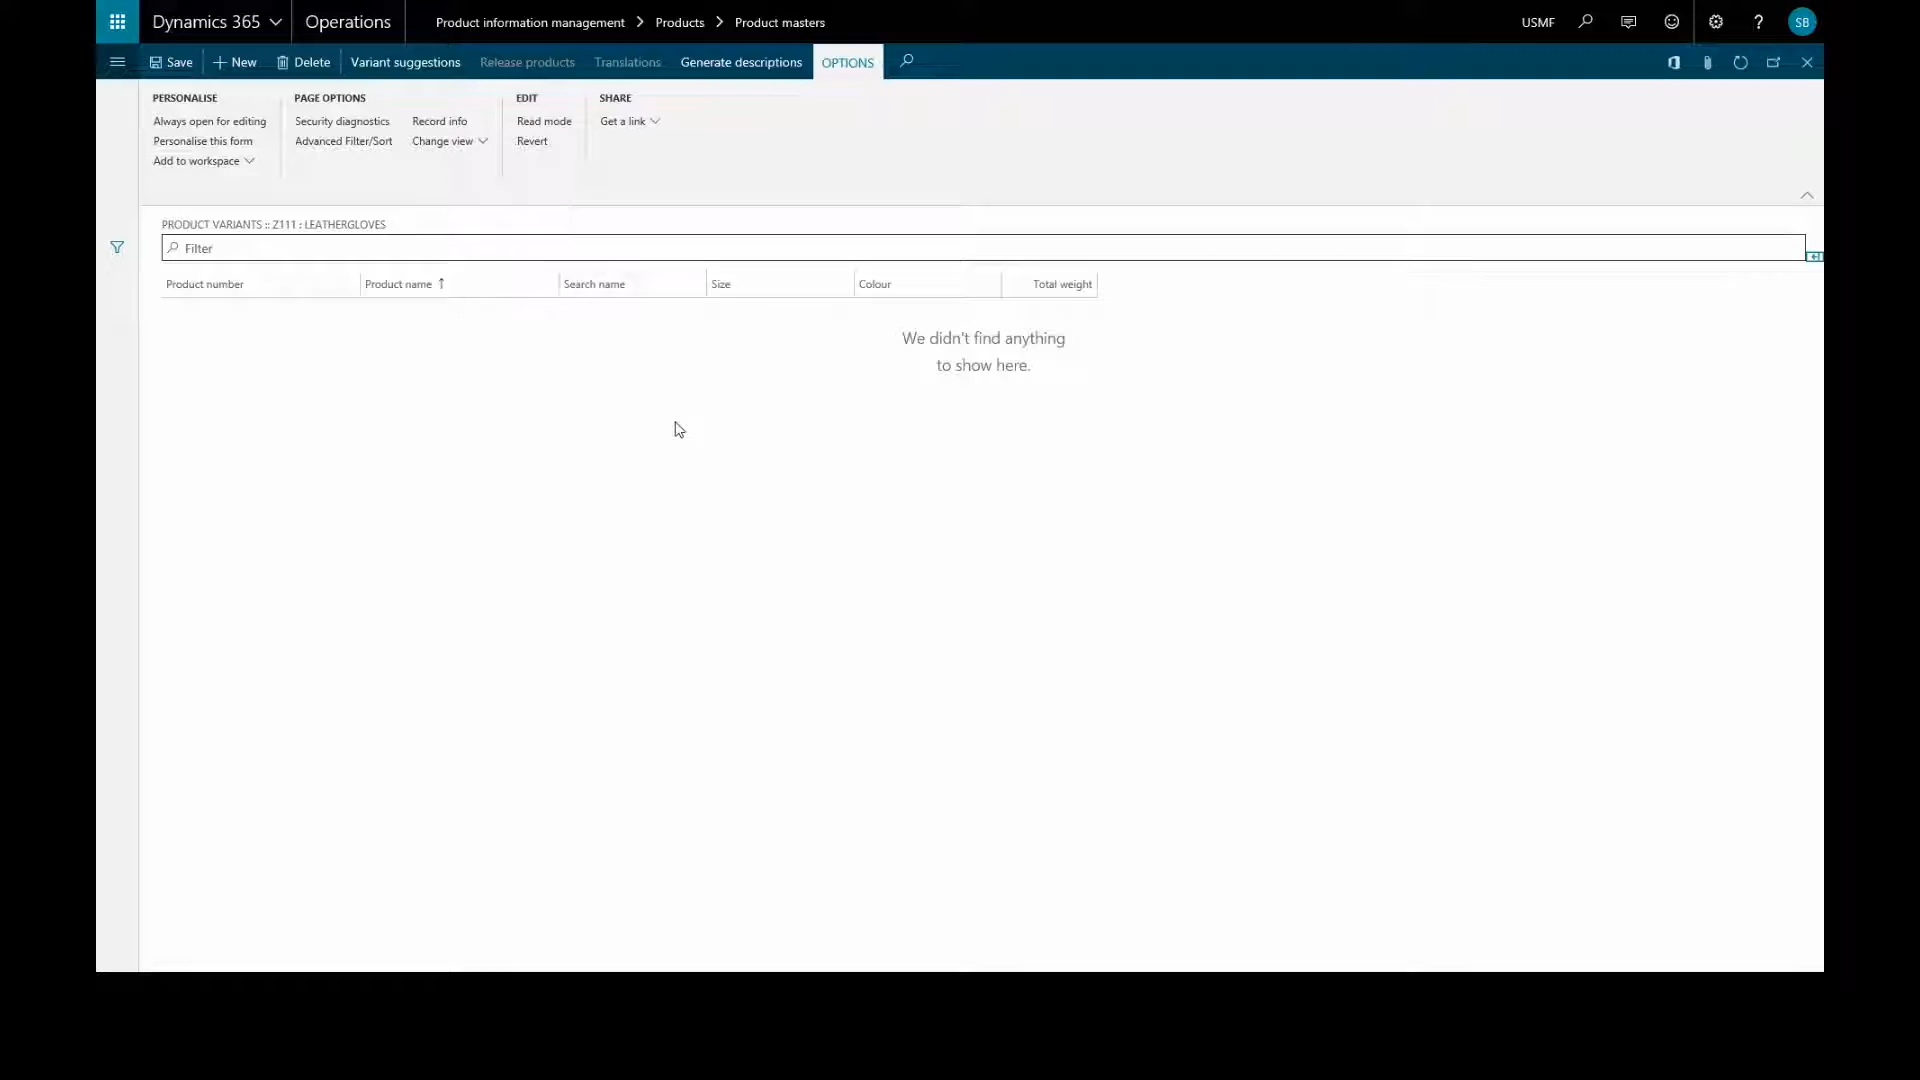 Dynamics 365 Operations Product information management Products Product masters USMF ? SB
Save New Delete Variant suggestions Release products Translations Generate descriptions OPTIONS
PERSONALISE PAGE OPTIONS EDIT SHARE
Always open for editing Security diagnostics Record info Read mode Get a link
Personalise this form Advanced Filter/Sort Change view Revert
Add to workspace
PRODUCT VARIANTS :: Z111 : LEATHERGLOVES
Filter
Product number Product name ↑ Search name Size Colour Total weight
We didn't find anything
to show here.